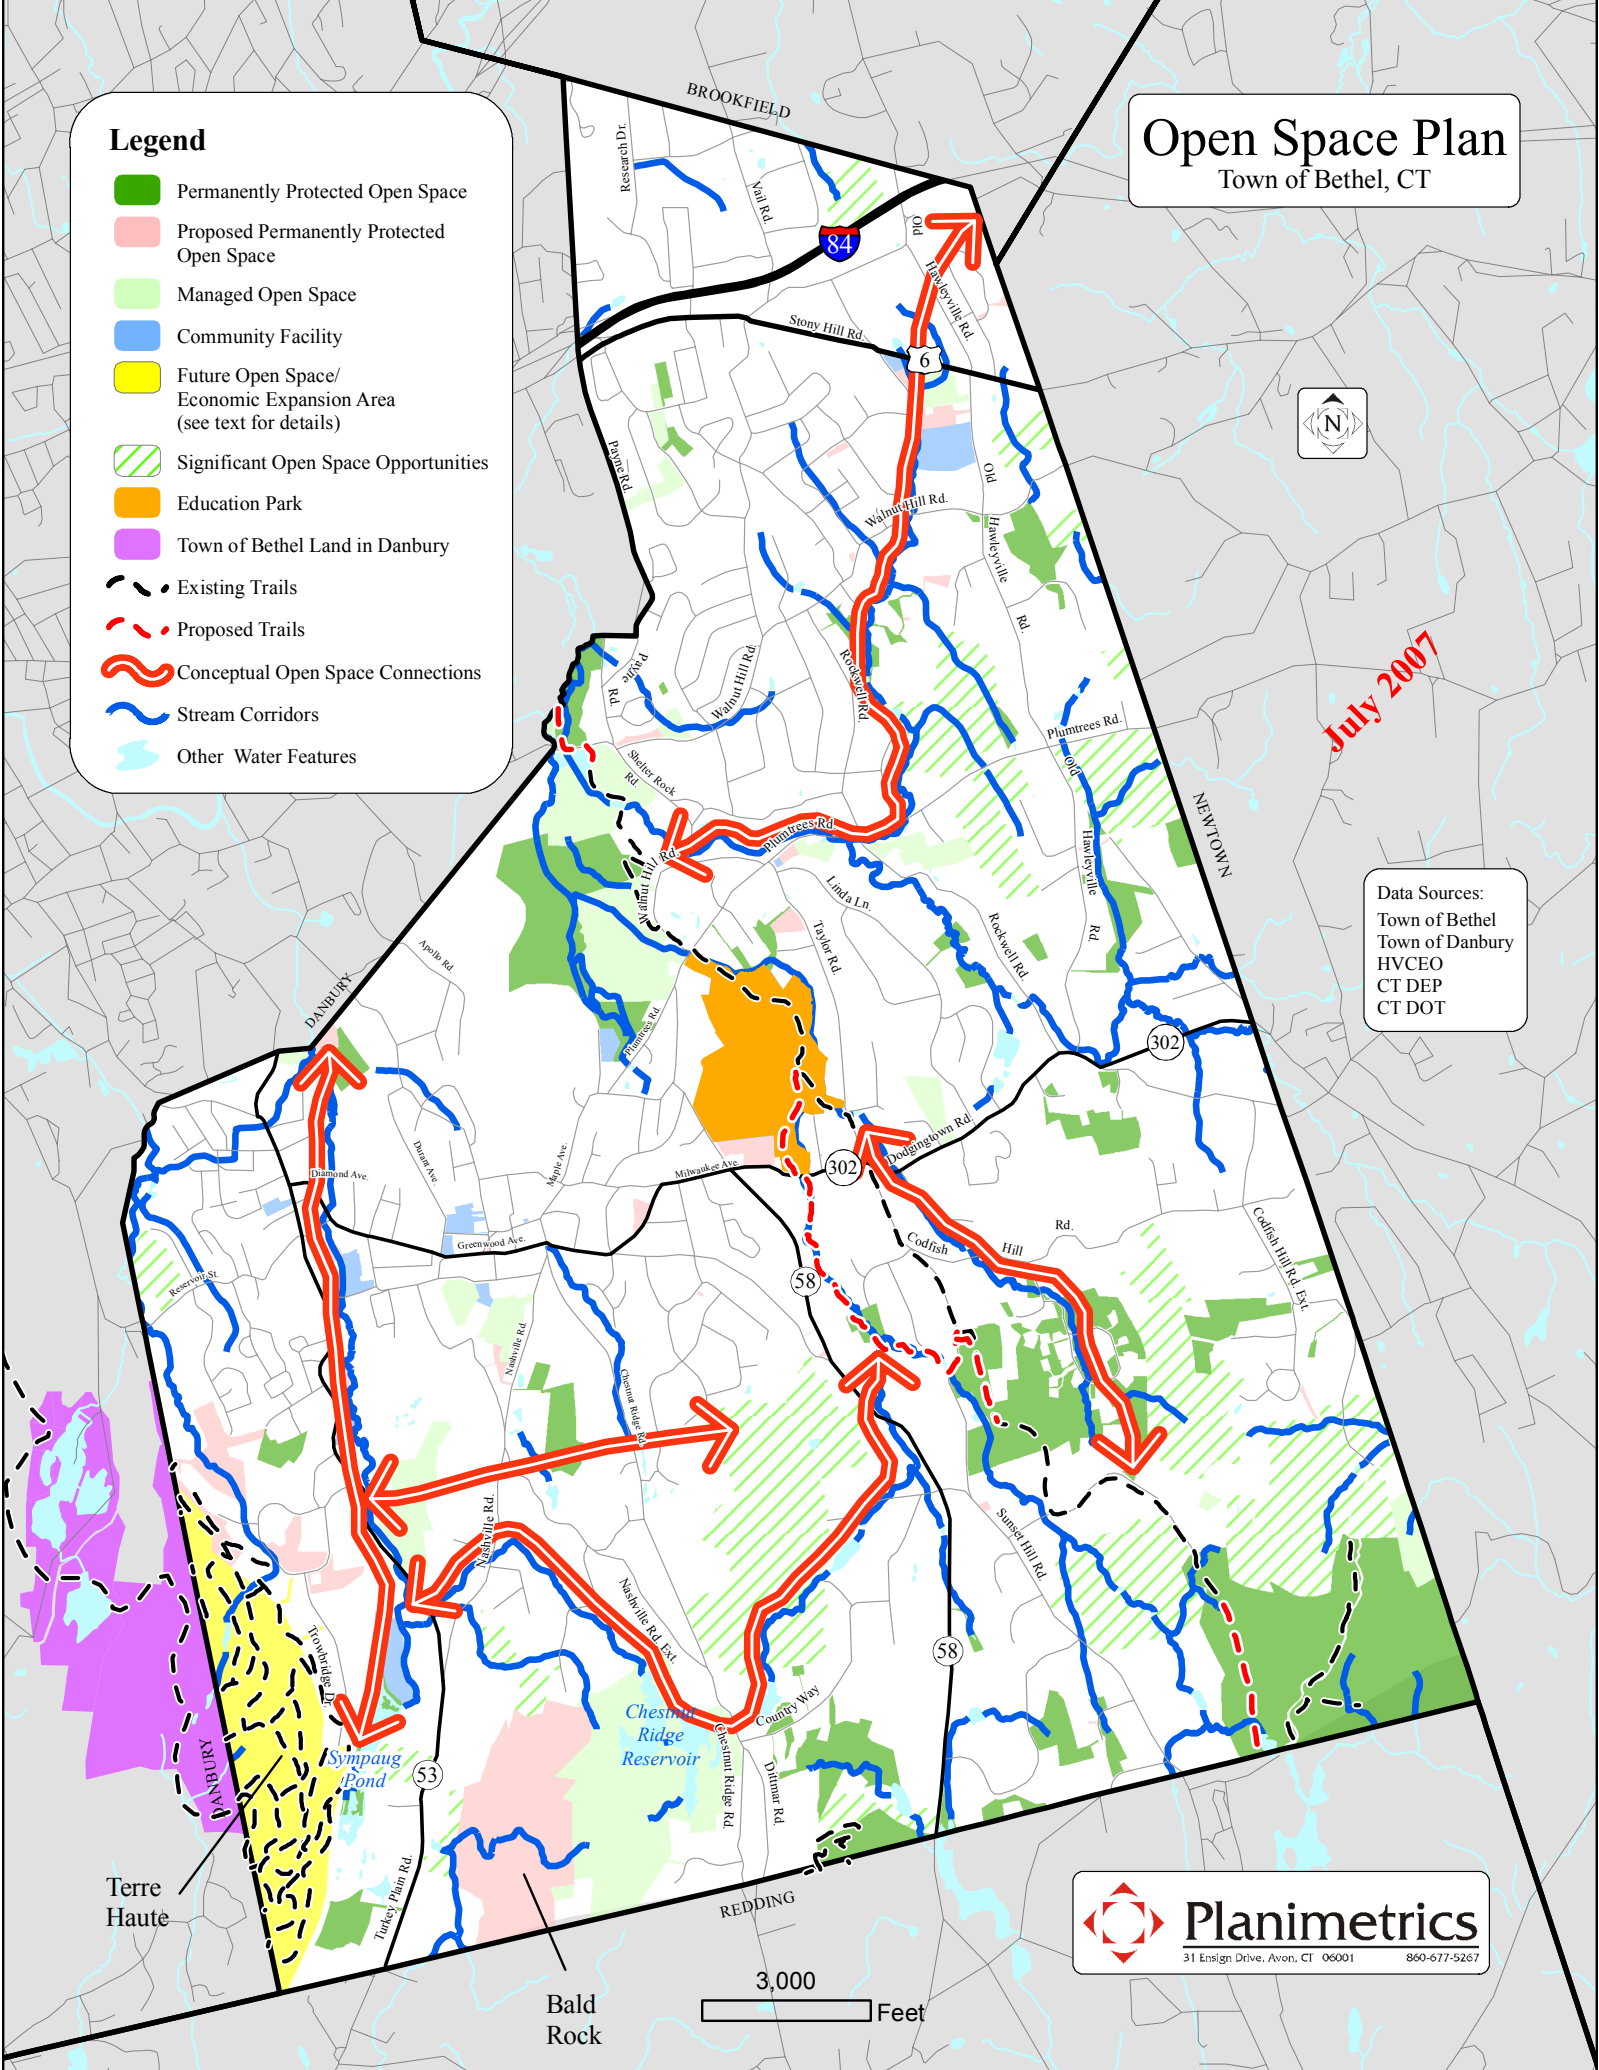 BROOKFIELD
Open Space Plan
Town of Bethel, CT
Legend
Permanently Protected Open Space
Proposed Permanently Protected
Open Space
Managed Open Space
Community Facility
Future Open Space/
Economic Expansion Area
(see text for details)
Significant Open Space Opportunities
Education Park
Town of Bethel Land in Danbury
Existing Trails
Proposed Trails
Conceptual Open Space Connections
Stream Corridors
Other Water Features
Research Dr.
Vail Rd.
84
Old
Hawleyville Rd.
Stony Hill Rd.
6
N
Payne Rd.
Old
Hawleyville
Rd.
Walnut Hill Rd.
July 2007
Payne
Rd.
Walnut Hill Rd.
Rockwell Rd.
Plumtrees Rd.
Old
Hawleyville
Rd.
Shelter Rock
Rd.
NEWTOWN
Plumtrees Rd.
Walnut Hill Rd.
Linda Ln.
Taylor Rd.
Rockwell Rd.
Data Sources:
Town of Bethel
Town of Danbury
HVCEO
CT DEP
CT DOT
Apollo Rd.
DANBURY
Plumtrees Rd.
302
Dodgingtown Rd.
Durant Ave.
Maple Ave.
Milwaukee Ave.
302
Diamond Ave.
Greenwood Ave.
Codfish
Hill
Rd.
Codfish Hill Rd. Ext.
Reservoir St.
58
Nashville Rd.
Chestnut Ridge Rd.
Nashville Rd.
Sunset Hill Rd.
Nashville Rd. Ext.
Trowbridge Dr.
58
Country Way
Chestnut
Ridge
Reservoir
Chestnut Ridge Rd.
Dittmar Rd.
Sympaug
Pond
53
DANBURY
Turkey Plain Rd.
Terre
Haute
REDDING
Bald
Rock
3,000
Feet
Planimetrics
31 Ensign Drive, Avon, CT 06001 860-677-5267